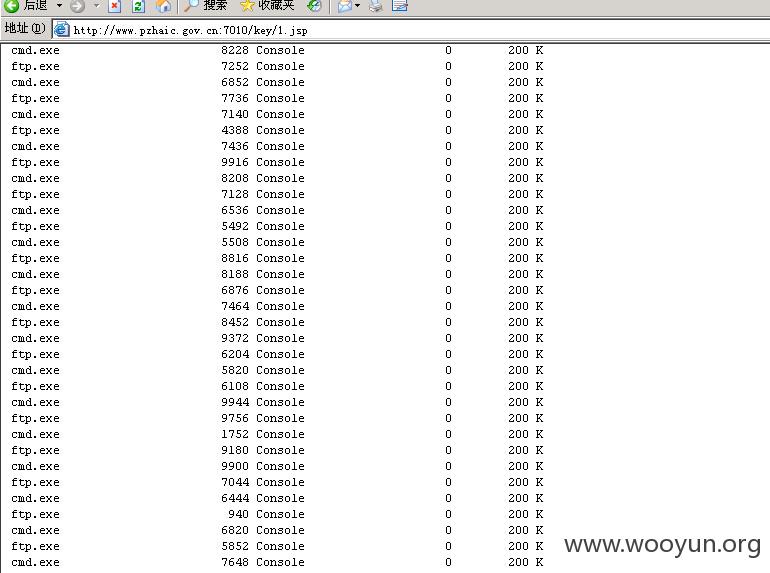 后退 搜索 收藏夹
地址(D) http://www.pzhaic.gov.cn:7010/key/1.jsp
cmd.exe 8228 Console 0 200 K
ftp.exe 7252 Console 0 200 K
cmd.exe 6852 Console 0 200 K
ftp.exe 7736 Console 0 200 K
cmd.exe 7140 Console 0 200 K
ftp.exe 4388 Console 0 200 K
cmd.exe 7436 Console 0 200 K
ftp.exe 9916 Console 0 200 K
cmd.exe 8208 Console 0 200 K
ftp.exe 7128 Console 0 200 K
cmd.exe 6536 Console 0 200 K
ftp.exe 5492 Console 0 200 K
cmd.exe 5508 Console 0 200 K
ftp.exe 8816 Console 0 200 K
cmd.exe 8188 Console 0 200 K
ftp.exe 6876 Console 0 200 K
cmd.exe 7464 Console 0 200 K
ftp.exe 8452 Console 0 200 K
cmd.exe 9372 Console 0 200 K
ftp.exe 6204 Console 0 200 K
cmd.exe 5820 Console 0 200 K
ftp.exe 6108 Console 0 200 K
cmd.exe 9944 Console 0 200 K
ftp.exe 9756 Console 0 200 K
cmd.exe 1752 Console 0 200 K
ftp.exe 9180 Console 0 200 K
cmd.exe 9900 Console 0 200 K
ftp.exe 7044 Console 0 200 K
cmd.exe 6444 Console 0 200 K
ftp.exe 940 Console 0 200 K
cmd.exe 6820 Console 0 200 K
ftp.exe 5852 Console 0 200 K
cmd.exe 7648 Console 0 200 K
www.wooyun.org